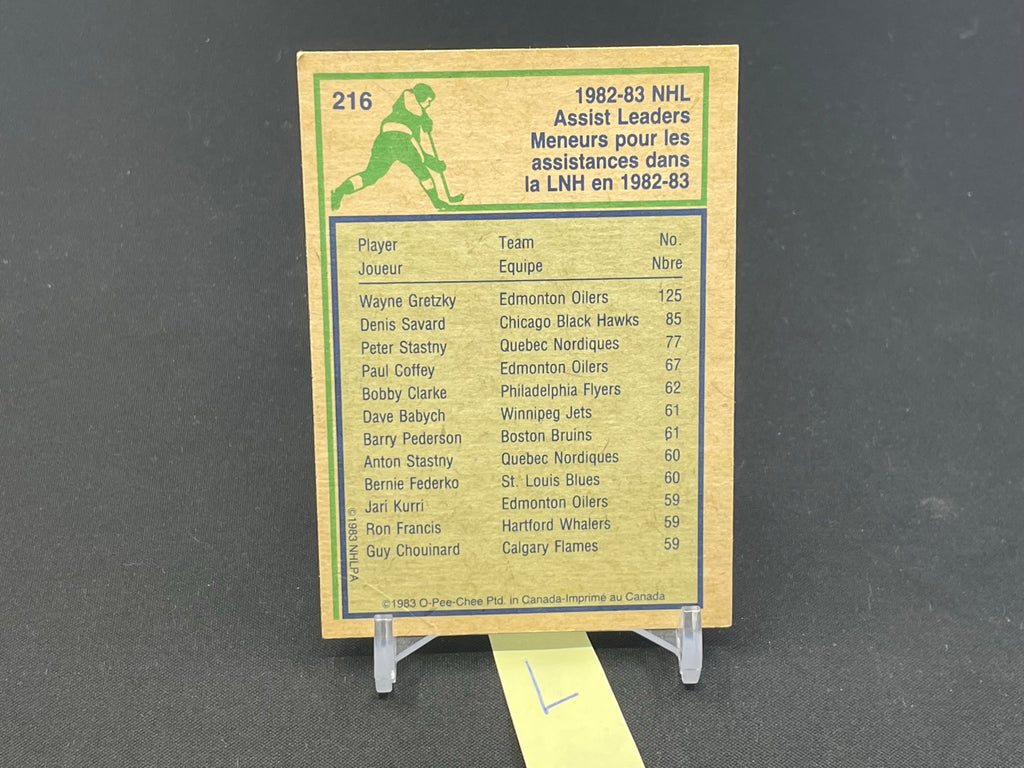 216
1982-83 NHL
Assist Leaders
Meneurs pour les
assistances dans
la LNH en 1982-83
Player Team No.
Joueur Equipe Nbre
Wayne Gretzky Edmonton Oilers 125
Denis Savard Chicago Black Hawks 85
Peter Stastny Quebec Nordiques 77
Paul Coffey Edmonton Oilers 67
Bobby Clarke Philadelphia Flyers 62
Dave Babych Winnipeg Jets 61
Barry Pederson Boston Bruins 61
Anton Stastny Quebec Nordiques 60
Bernie Federko St. Louis Blues 60
Jari Kurri Edmonton Oilers 59
Ron Francis Hartford Whalers 59
Guy Chouinard Calgary Flames 59
©1983 NHLPA
©1983 O-Pee-Chee Ptd. in Canada-Imprimé au Canada
L